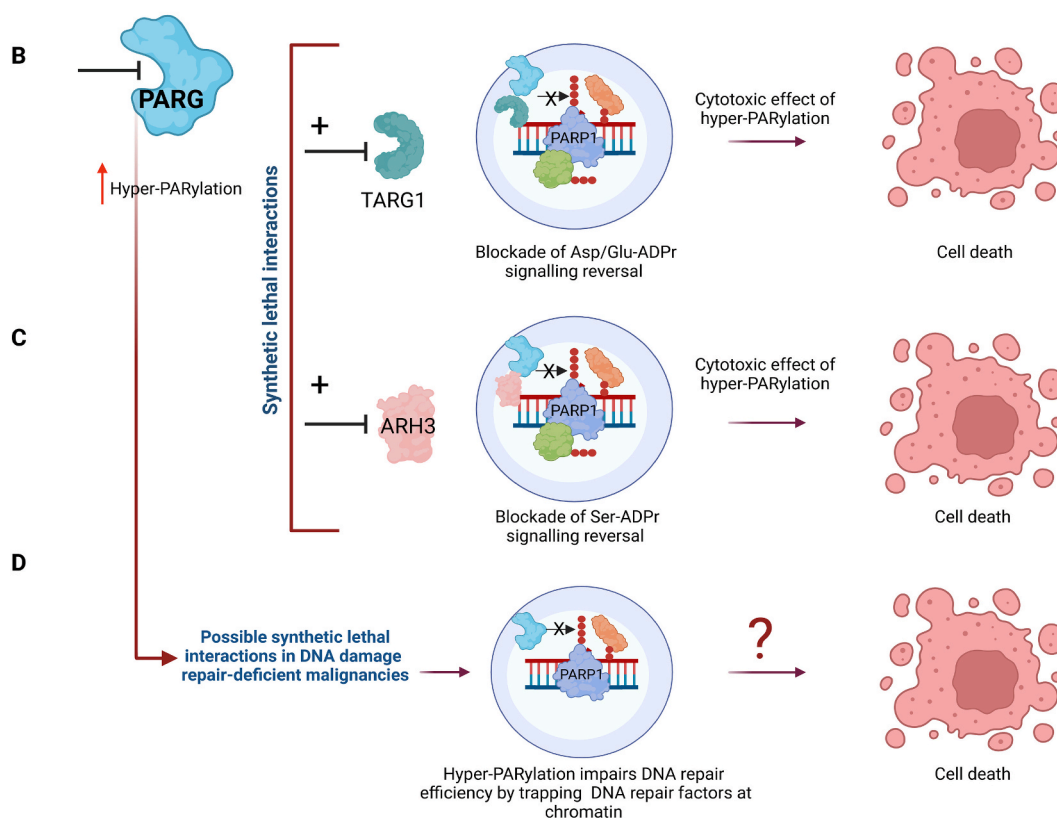 B
PARG
Hyper-PARylation
Synthetic lethal interactions
+
TARG1
X
PARP1
Blockade of Asp/Glu-ADPr
signalling reversal
Cytotoxic effect of
hyper-PARylation
Cell death
C
+
ARH3
X
PARP1
Blockade of Ser-ADPr
signalling reversal
Cytotoxic effect of
hyper-PARylation
Cell death
D
Possible synthetic lethal
interactions in DNA damage
repair-deficient malignancies
X
PARP1
Hyper-PARylation impairs DNA repair
efficiency by trapping DNA repair factors at
chromatin
?
Cell death